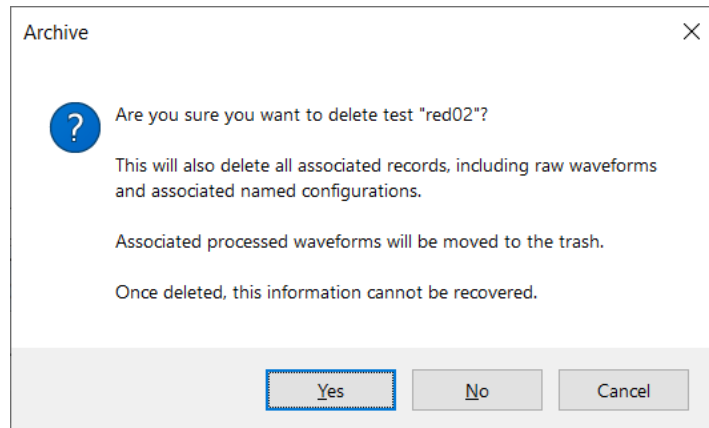 Archive
Are you sure you want to delete test "red02"?
This will also delete all associated records, including raw waveforms
and associated named configurations.
Associated processed waveforms will be moved to the trash.
Once deleted, this information cannot be recovered.
Yes
No
Cancel